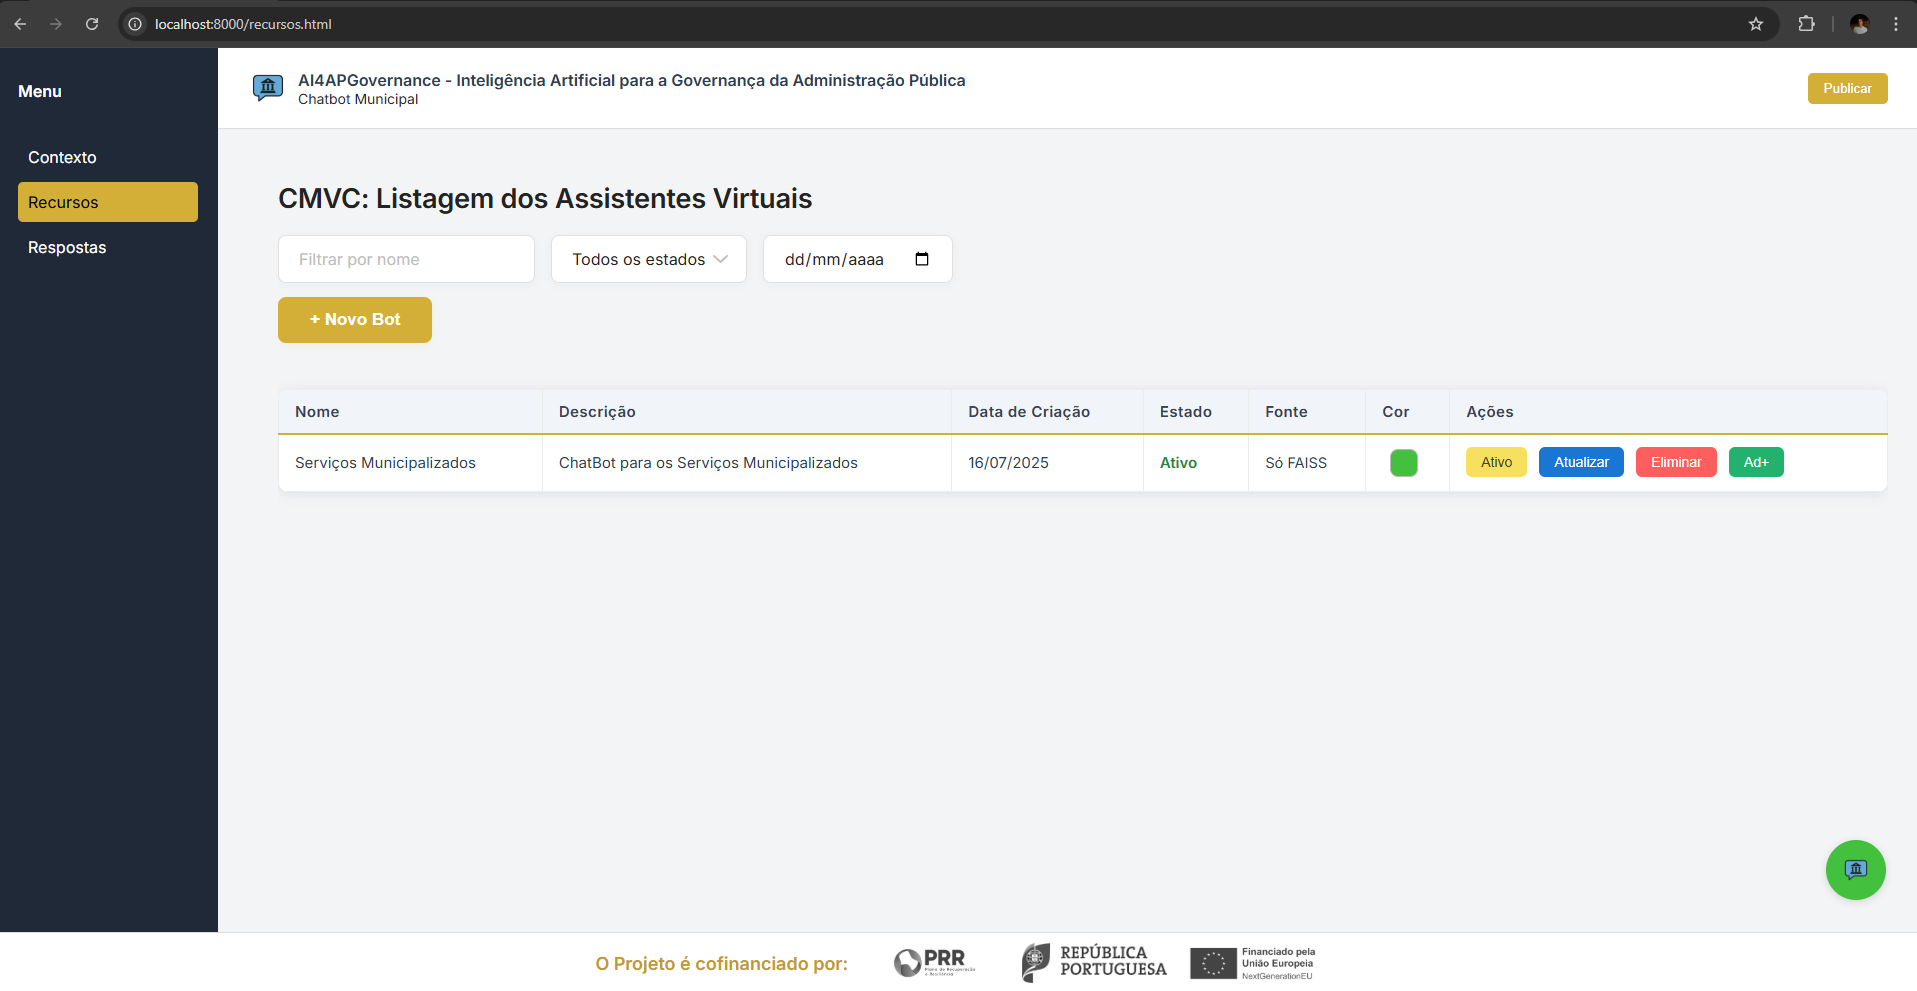 localhost:8000/recursos.html
Menu
Contexto
Recursos
Respostas
AI4APGovernance - Inteligência Artificial para a Governança da Administração Pública
Chatbot Municipal
Publicar
CMVC: Listagem dos Assistentes Virtuais
Filtrar por nome
Todos os estados
dd/mm/aaaa
+ Novo Bot
Nome Descrição Data de Criação Estado Fonte Cor Ações
Serviços Municipalizados ChatBot para os Serviços Municipalizados 16/07/2025 Ativo Só FAISS Ativo Atualizar Eliminar Ad+
O Projeto é cofinanciado por:
PRR
Plano de Recuperação
e Resiliência
REPÚBLICA
PORTUGUESA
Financiado pela
União Europeia
NextGenerationEU